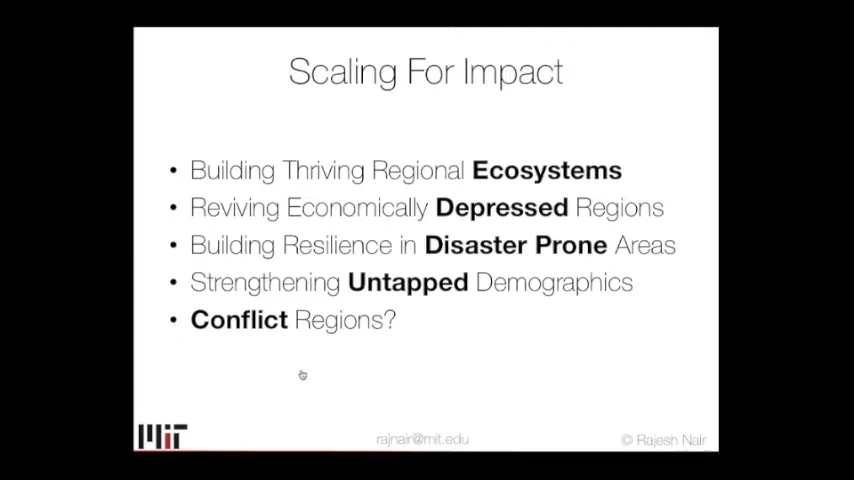 Scaling For Impact
• Building Thriving Regional Ecosystems
• Reviving Economically Depressed Regions
• Building Resilience in Disaster Prone Areas
• Strengthening Untapped Demographics
• Conflict Regions?
MIT
rajnair@mit.edu
© Rajesh Nair